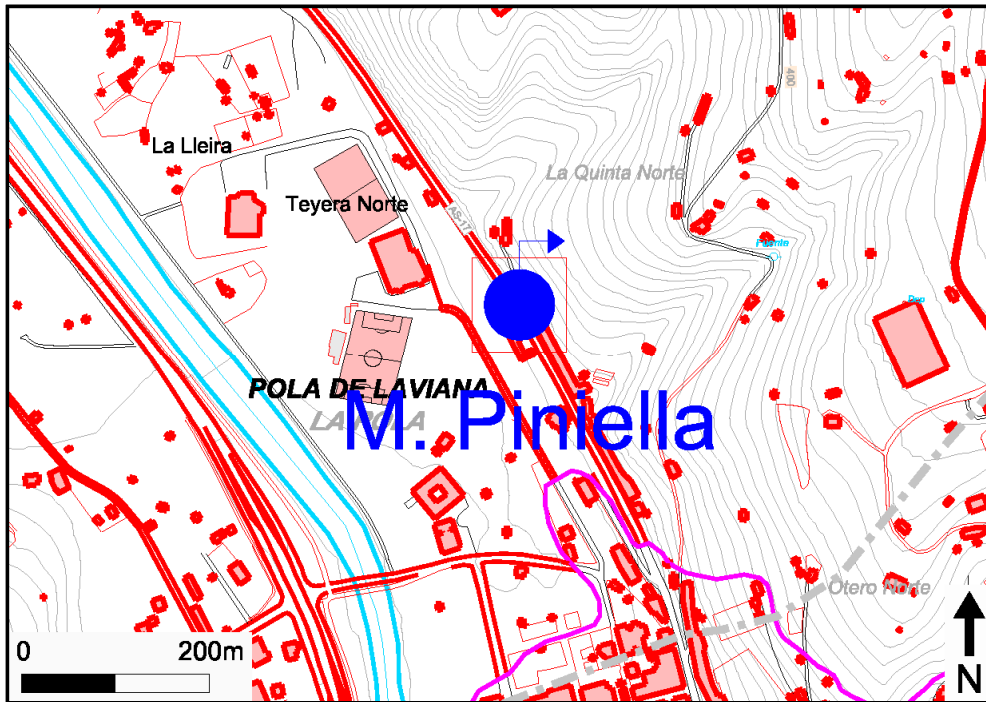 400
La Lleira
La Quinta Norte
Teyera Norte
AS-17
Fuente
POLA DE LAVIANA
LA POLA
M. Piniella
Otero Norte
0 200m
N